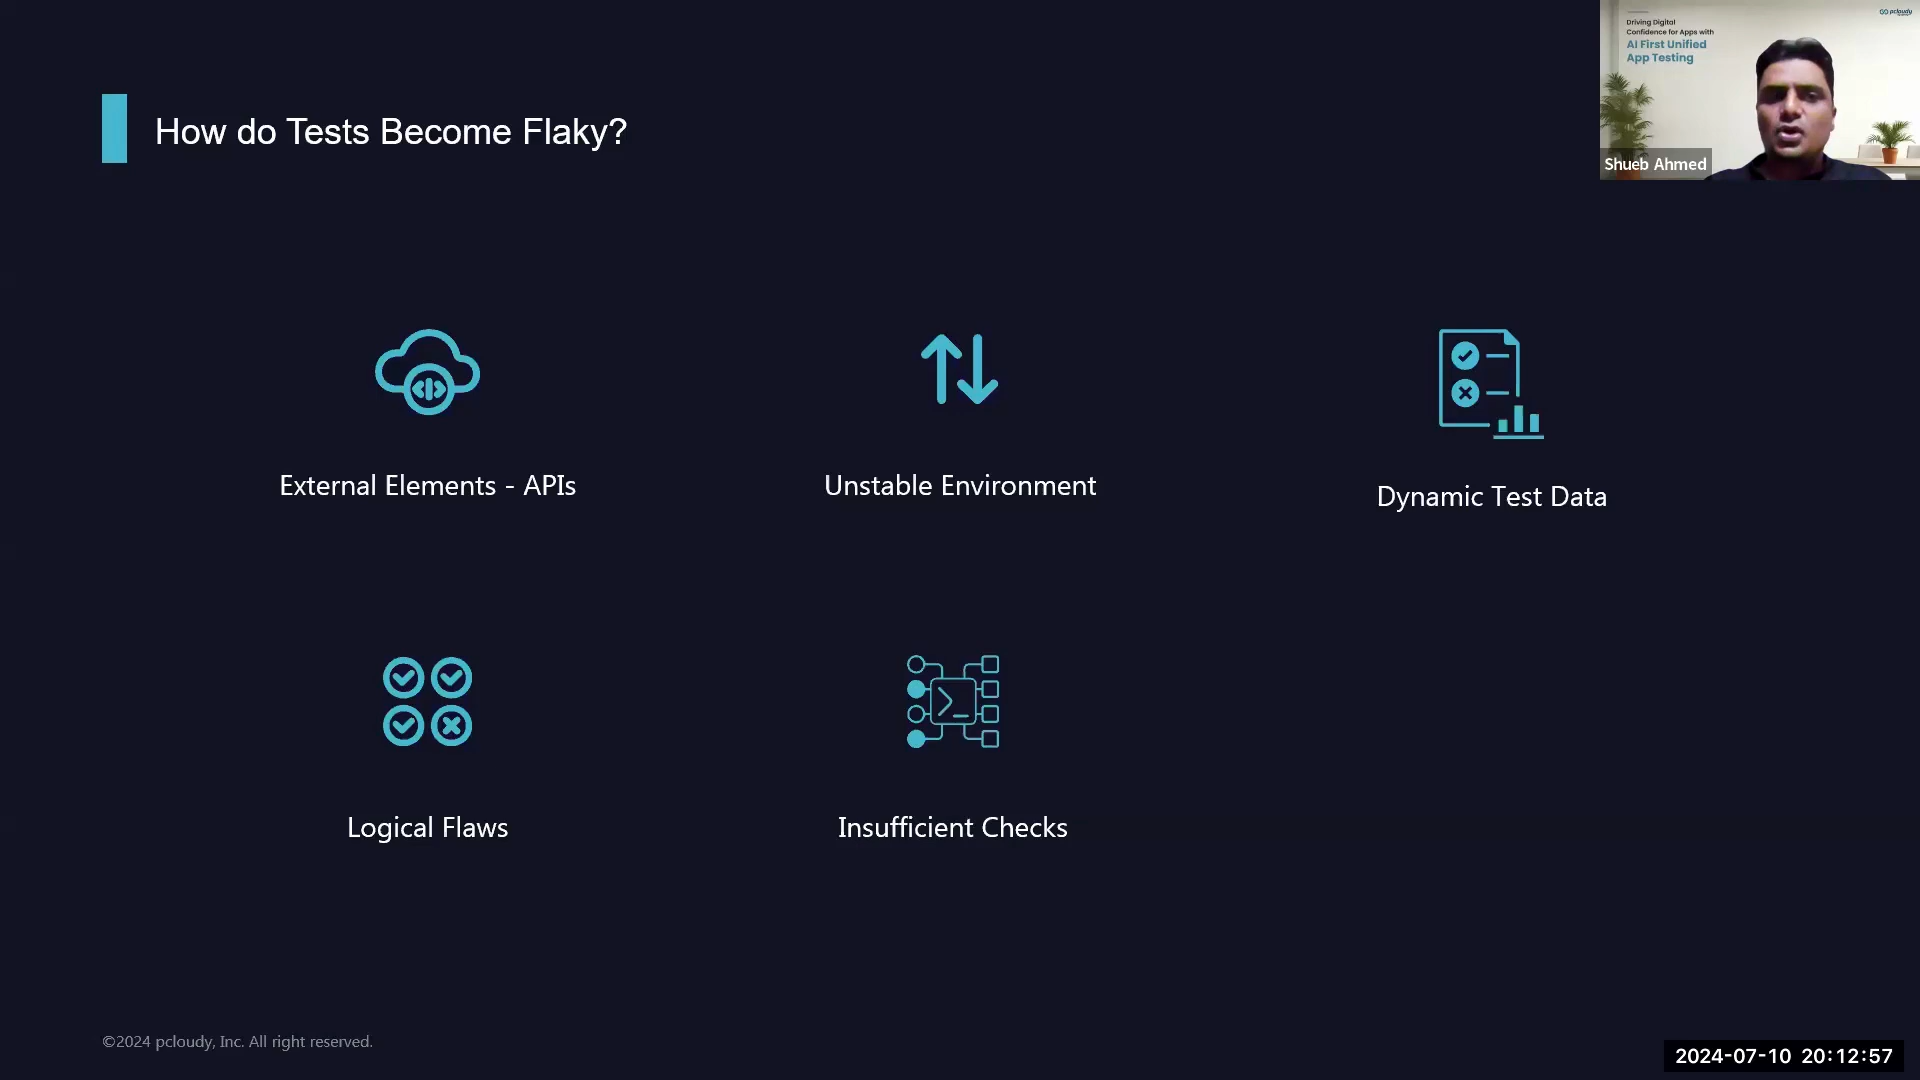 Driving Digital
Confidence for Apps with
AI First Unified
App Testing
pcloudy
Shueb Ahmed
How do Tests Become Flaky?
External Elements - APIs
Unstable Environment
Dynamic Test Data
Logical Flaws
Insufficient Checks
©2024 pcloudy, Inc. All right reserved.
2024-07-10 20:12:57